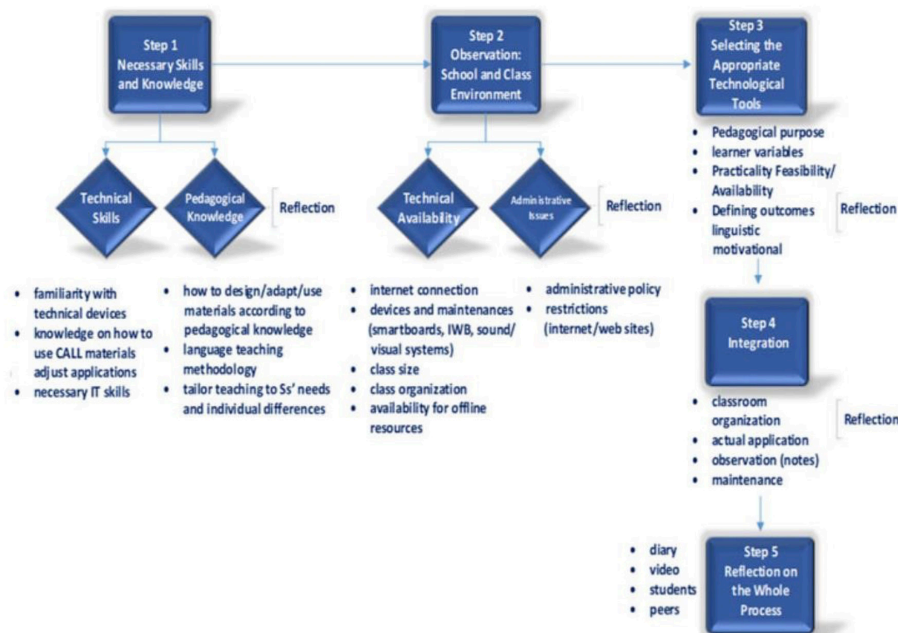 Step 1
Necessary Skills
and Knowledge
Step 2
Observation:
School and Class
Environment
Step 3
Selecting the
Appropriate
Technological
Tools
Technical
Skills
Pedagogical
Knowledge
Reflection
Technical
Availability
Administrative
Issues
Reflection
• Pedagogical purpose
• learner variables
• Practicality Feasibility/
Availability
• Defining outcomes
linguistic
motivational
Reflection
• familiarity with
technical devices
• knowledge on how to
use CALL materials
adjust applications
• necessary IT skills
• how to design/adapt/use
materials according to
pedagogical knowledge
• language teaching
methodology
• tailor teaching to Ss' needs
and individual differences
• internet connection
• devices and maintenances
(smartboards, IWB, sound/
visual systems)
• class size
• class organization
• availability for offline
resources
• administrative policy
• restrictions
(internet/web sites)
Step 4
Integration
• classroom
organization
• actual application
• observation (notes)
• maintenance
Reflection
• diary
• video
• students
• peers
Step 5
Reflection on
the Whole
Process